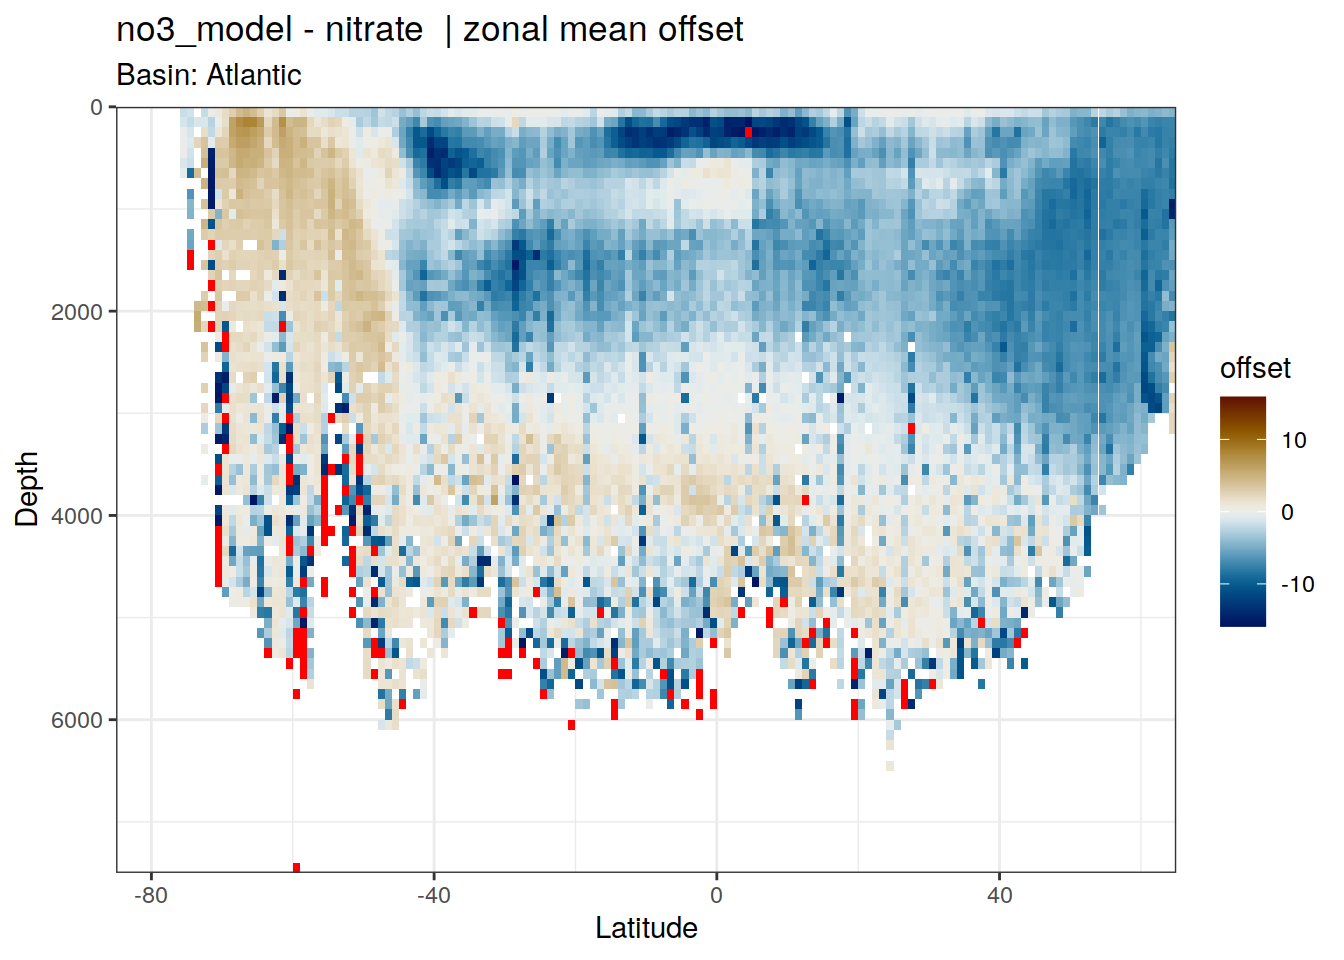 no3_model - nitrate  | zonal mean offset
Basin: Atlantic
0
2000
4000
6000
Depth
-80
-40
0
40
Latitude
offset
10
0
-10